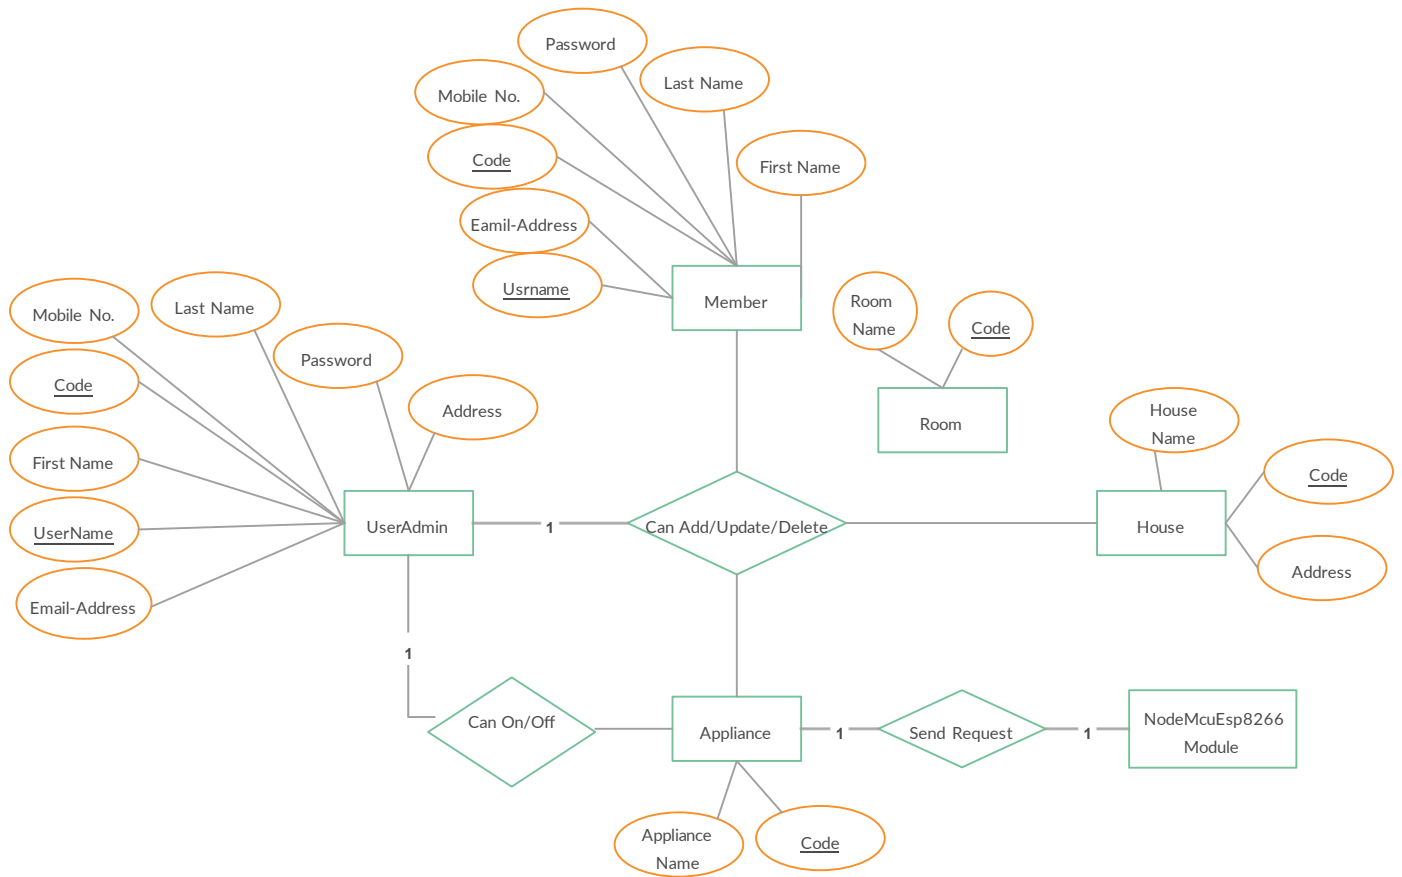 Password
Last Name
Mobile No.
Code
First Name
Eamil-Address
Usrname
Member
Room
Name
Code
Room
Mobile No.
Last Name
Password
Code
Address
First Name
UserName
Email-Address
UserAdmin
1
Can Add/Update/Delete
House
Name
Code
House
Address
1
Can On/Off
Appliance
1
Send Request
1
NodeMcuEsp8266
Module
Appliance
Name
Code